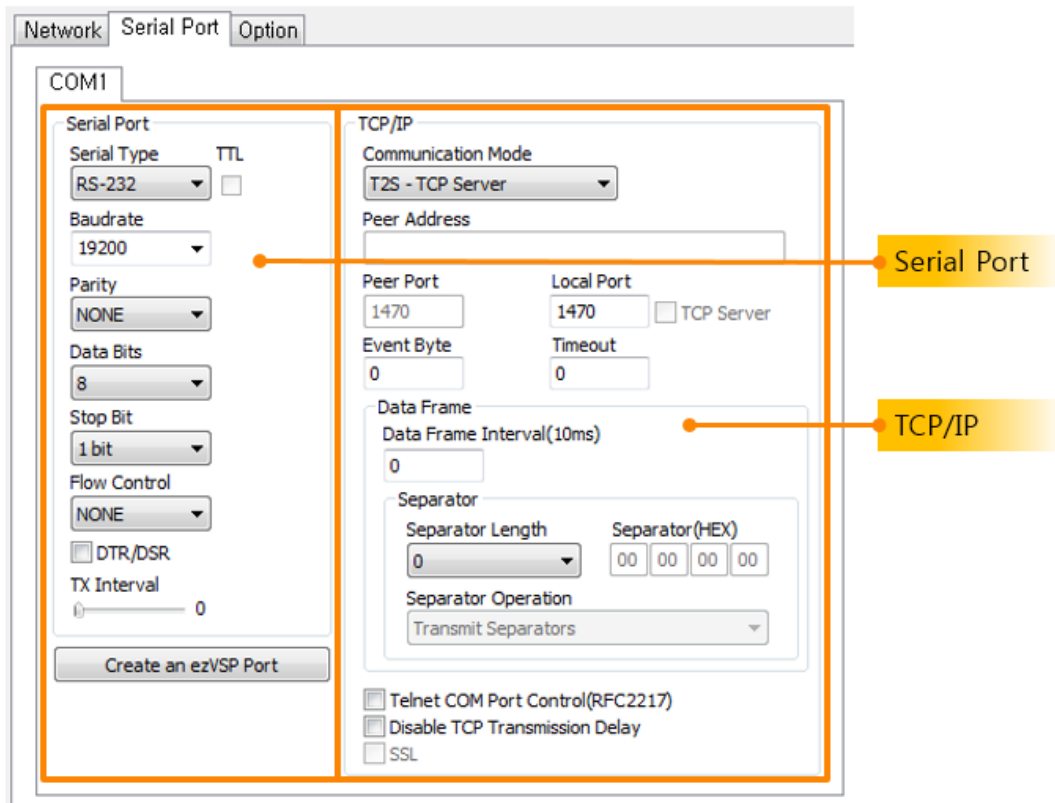 Network Serial Port Option
COM1
Serial Port
Serial Type TTL
RS-232
Baudrate
19200
Parity
NONE
Data Bits
8
Stop Bit
1 bit
Flow Control
NONE
DTR/DSR
TX Interval
0
Create an ezVSP Port
TCP/IP
Communication Mode
T2S - TCP Server
Peer Address
Peer Port Local Port
1470 1470 TCP Server
Event Byte Timeout
0 0
Data Frame
Data Frame Interval(10ms)
0
Separator
Separator Length Separator(HEX)
0 00 00 00 00
Separator Operation
Transmit Separators
Telnet COM Port Control(RFC2217)
Disable TCP Transmission Delay
SSL
Serial Port
TCP/IP